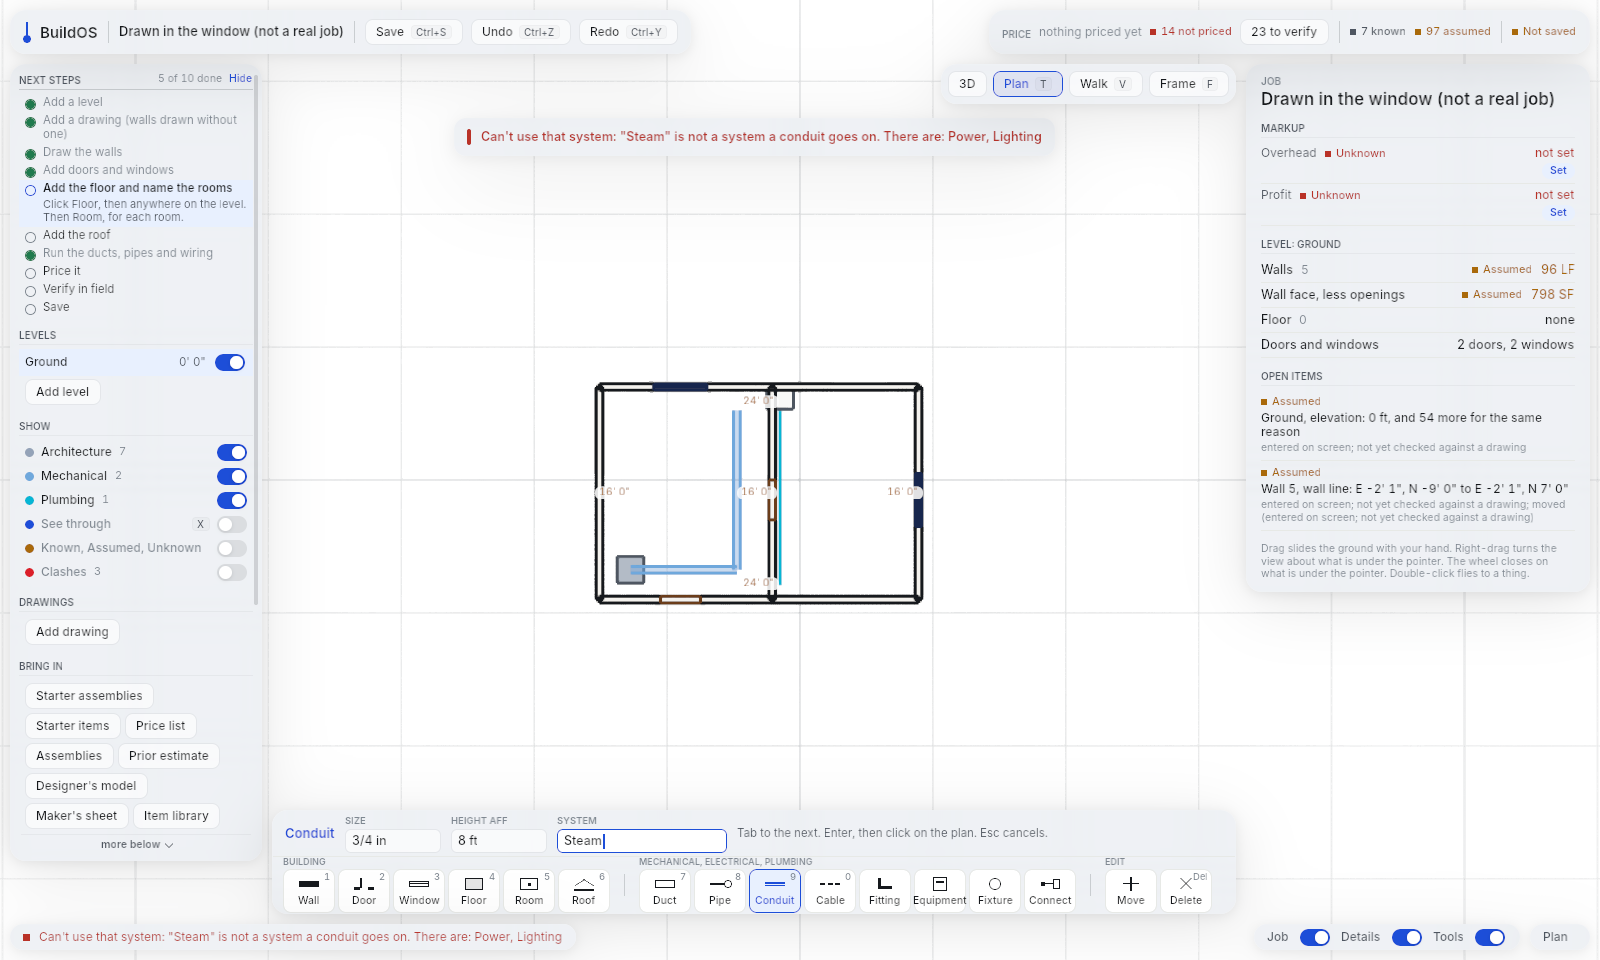 BuildOS
Drawn in the window (not a real job)
Save Ctrl+S
Undo Ctrl+Z
Redo Ctrl+Y
PRICE nothing priced yet 14 not priced 23 to verify 7 known 97 assumed Not saved
3D
Plan T
Walk V
Frame F
Can't use that system: "Steam" is not a system a conduit goes on. There are: Power, Lighting
NEXT STEPS 5 of 10 done Hide
Add a level
Add a drawing (walls drawn without
one)
Draw the walls
Add doors and windows
Add the floor and name the rooms
Click Floor, then anywhere on the level.
Then Room, for each room.
Add the roof
Run the ducts, pipes and wiring
Price it
Verify in field
Save
LEVELS
Ground 0' 0"
Add level
SHOW
Architecture 7
Mechanical 2
Plumbing 1
See through X
Known, Assumed, Unknown
Clashes 3
DRAWINGS
Add drawing
BRING IN
Starter assemblies
Starter items Price list
Assemblies Prior estimate
Designer's model
Maker's sheet Item library
more below
24' 0"
16' 0" 16' 0" 16' 0"
24' 0"
JOB
Drawn in the window (not a real job)
MARKUP
Overhead Unknown not set
Set
Profit Unknown not set
Set
LEVEL: GROUND
Walls 5 Assumed 96 LF
Wall face, less openings Assumed 798 SF
Floor 0 none
Doors and windows 2 doors, 2 windows
OPEN ITEMS
Assumed
Ground, elevation: 0 ft, and 54 more for the same
reason
entered on screen; not yet checked against a drawing
Assumed
Wall 5, wall line: E -2' 1", N -9' 0" to E -2' 1", N 7' 0"
entered on screen; not yet checked against a drawing; moved
(entered on screen; not yet checked against a drawing)
Drag slides the ground with your hand. Right-drag turns the
view about what is under the pointer. The wheel closes on
what is under the pointer. Double-click flies to a thing.
Conduit
SIZE HEIGHT AFF SYSTEM
3/4 in 8 ft Steam
Tab to the next. Enter, then click on the plan. Esc cancels.
BUILDING MECHANICAL, ELECTRICAL, PLUMBING EDIT
1 2 3 4 5 6 7 8 9 0 Del
Wall Door Window Floor Room Roof Duct Pipe Conduit Cable Fitting Equipment Fixture Connect Move Delete
Can't use that system: "Steam" is not a system a conduit goes on. There are: Power, Lighting
Job Details Tools Plan